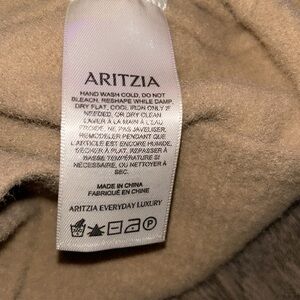 ARITZIA
HAND WASH COLD, DO NOT
BLEACH, RESHAPE WHILE DAMP,
DRY FLAT, COOL IRON ONLY IF
NEEDED, OR DRY CLEAN
LAVER À LA MAIN À L'EAU
FROIDE, NE PAS JAVELISER,
REMODELER PENDANT QUE
L'ARTICLE EST ENCORE HUMIDE,
SÉCHER À PLAT, REPASSER À
BASSE TEMPÉRATURE SI
NÉCESSAIRE, OU NETTOYER À
SEC.
MADE IN CHINA
FABRIQUÉ EN CHINE
ARITZIA EVERYDAY LUXURY
P